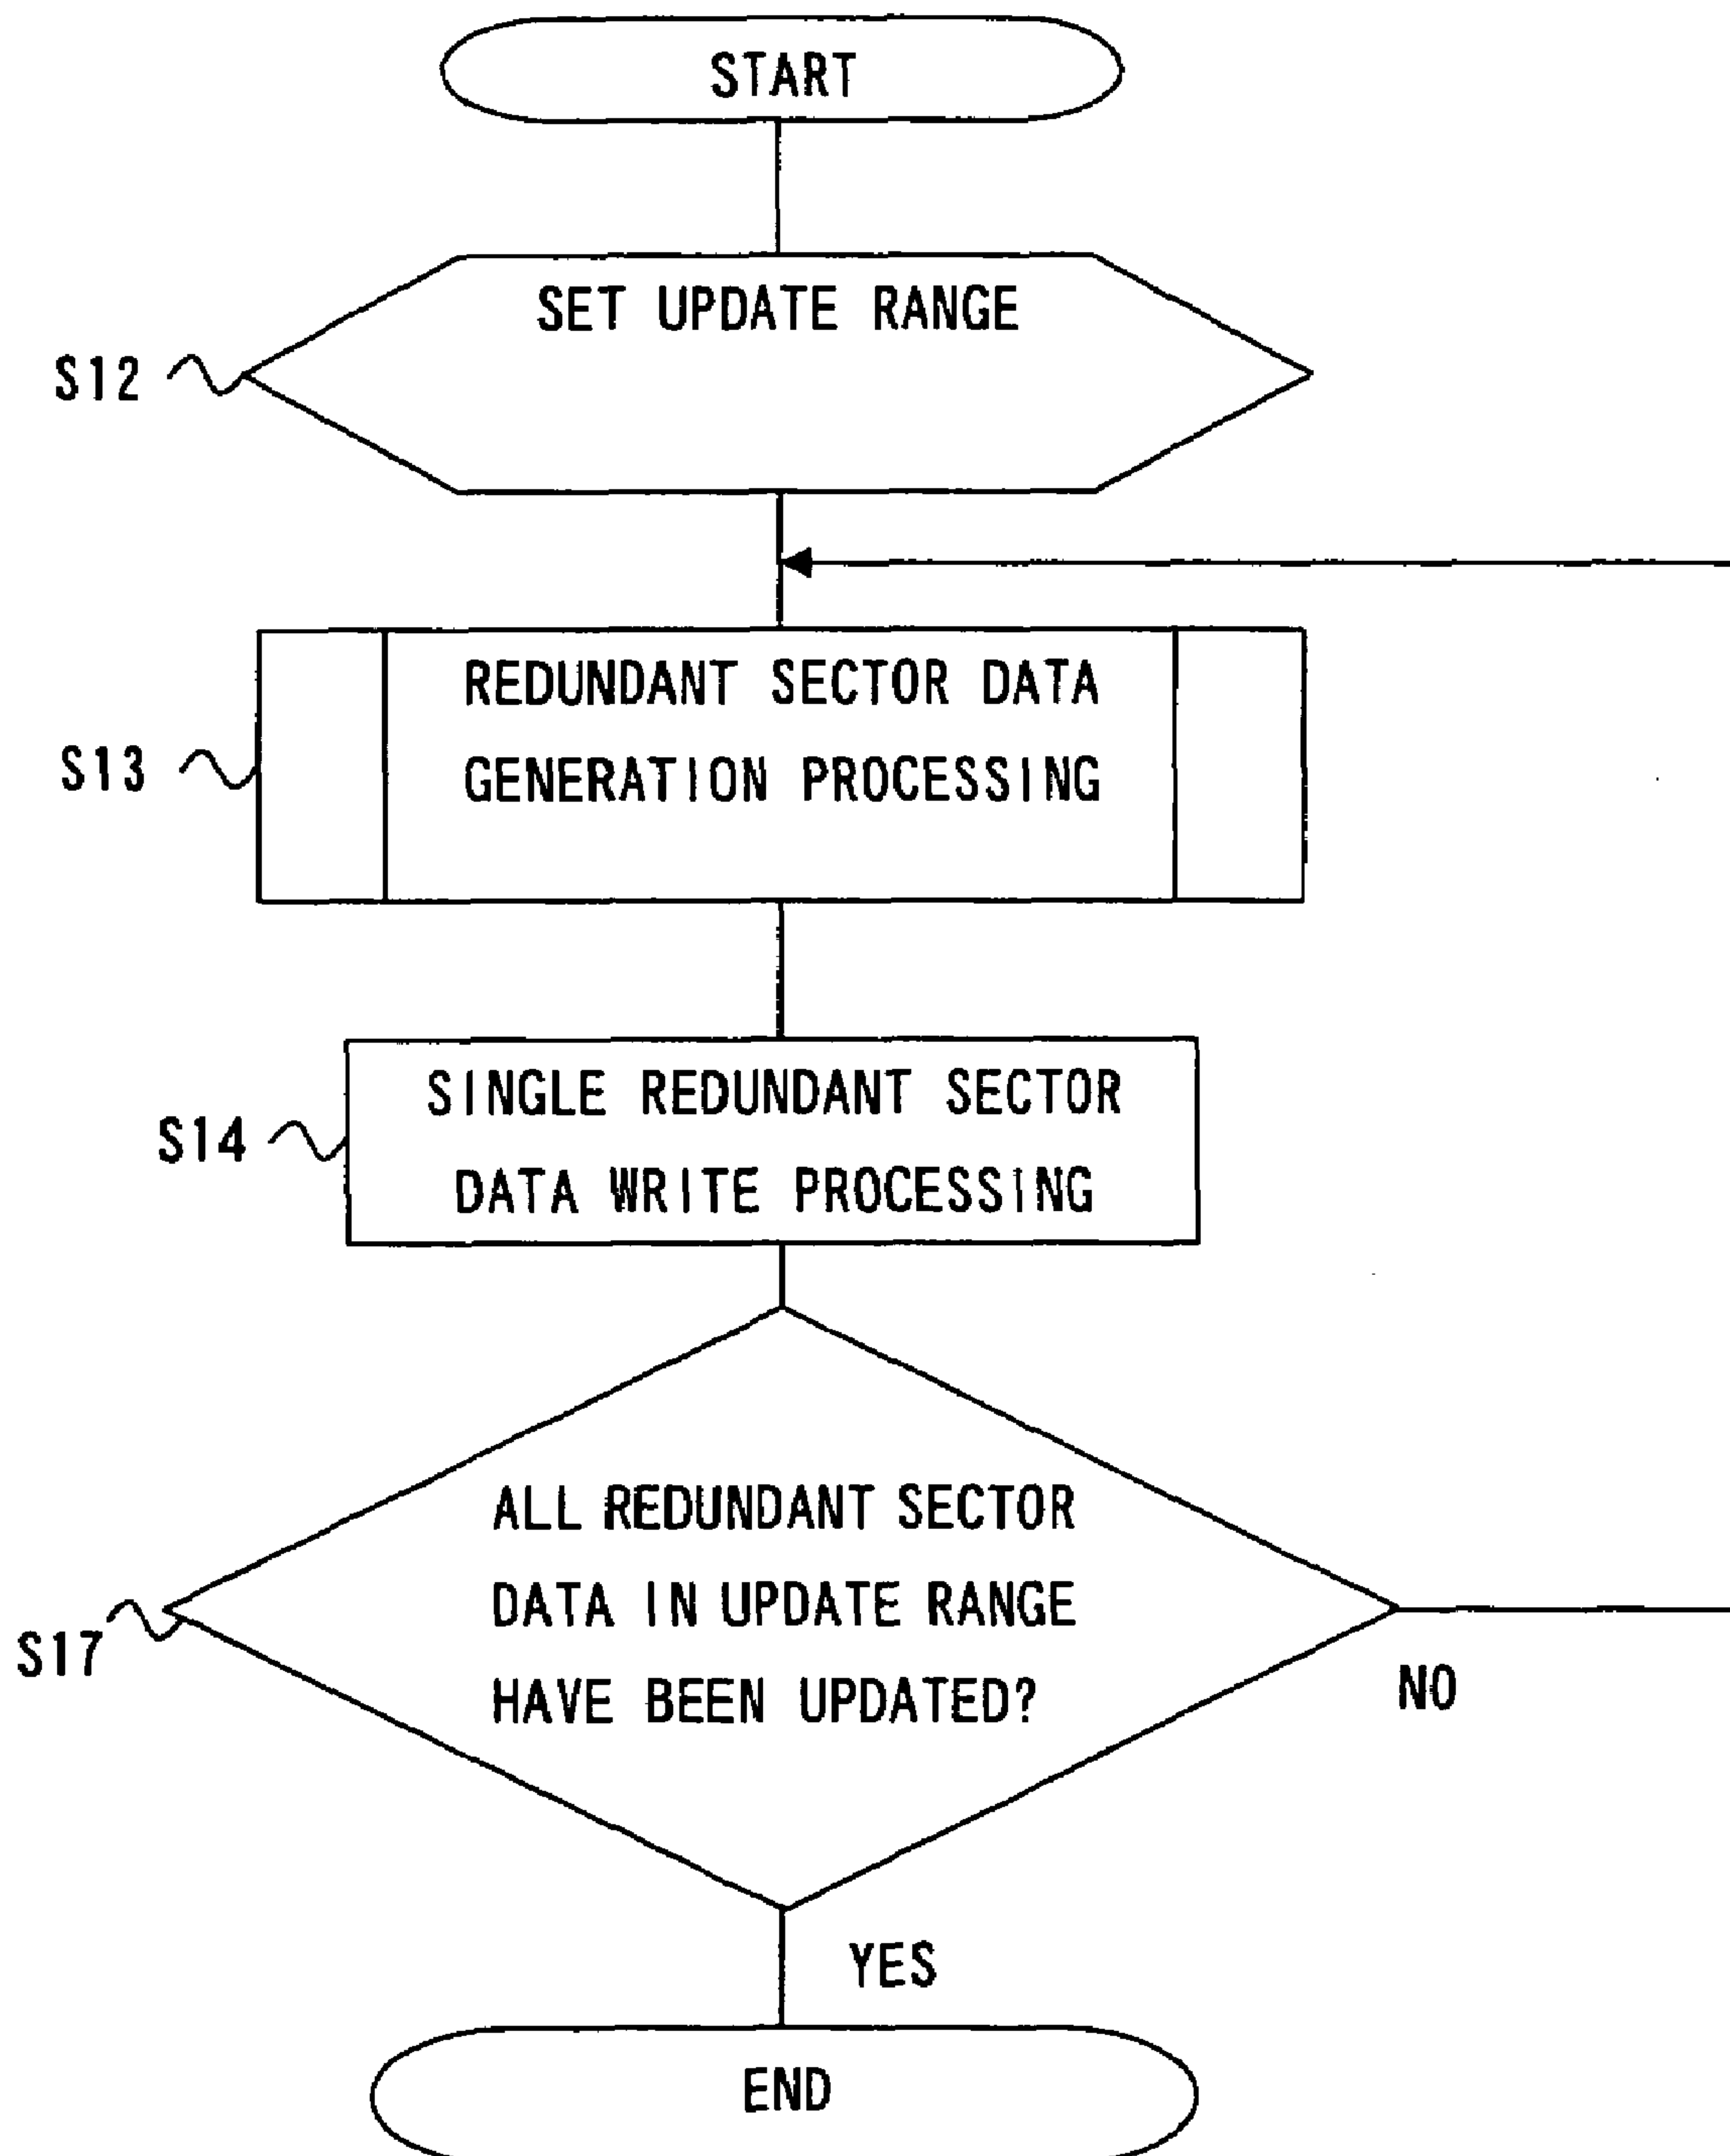 START
SET UPDATE RANGE
S12
REDUNDANT SECTOR DATA
GENERATION PROCESSING
S13
SINGLE REDUNDANT SECTOR
DATA WRITE PROCESSING
S14
ALL REDUNDANT SECTOR
DATA IN UPDATE RANGE
HAVE BEEN UPDATED?
S17
NO
YES
END